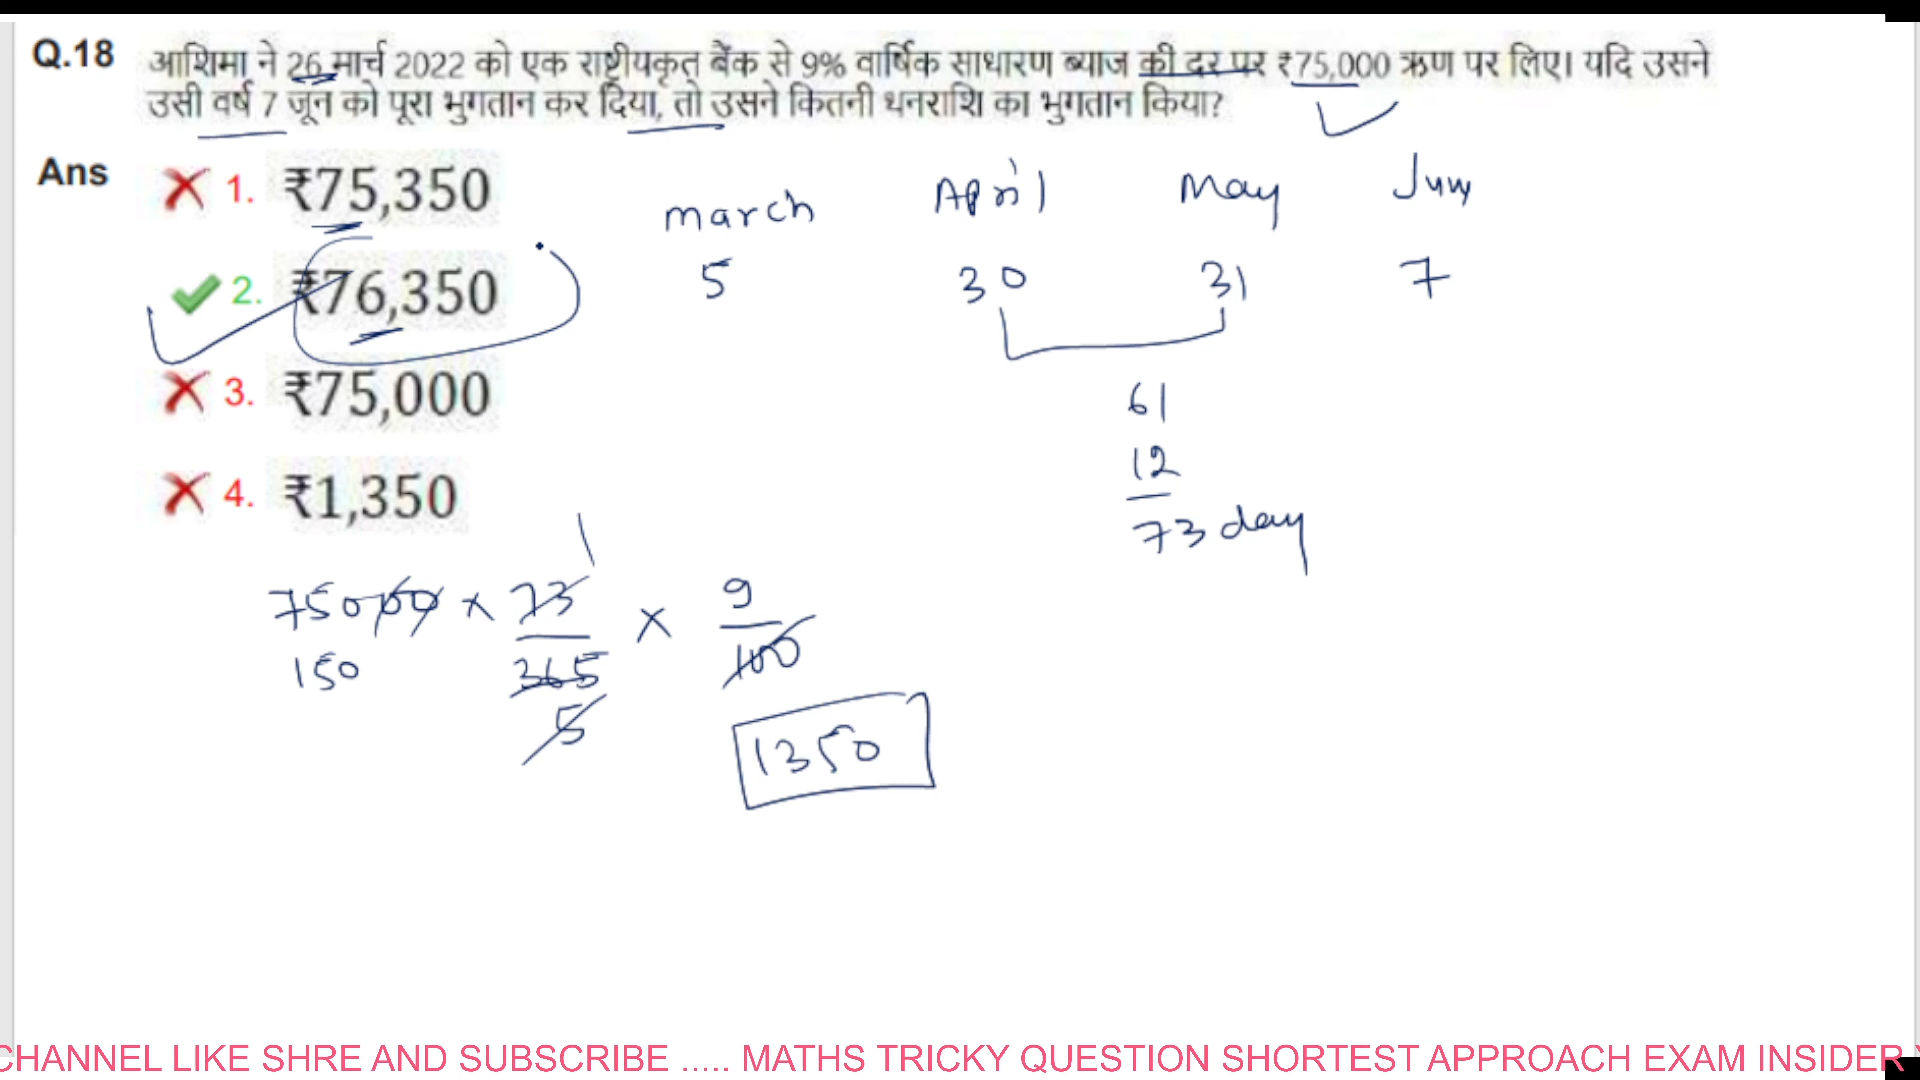 Q.18 आशिमा ने 26 मार्च 2022 को एक राष्ट्रीयकृत बैंक से 9% वार्षिक साधारण ब्याज की दर पर ₹75,000 ऋण पर लिए। यदि उसने
उसी वर्ष 7 जून को पूरा भुगतान कर दिया, तो उसने कितनी धनराशि का भुगतान किया?
Ans 1. ₹75,350
2. ₹76,350
3. ₹75,000
4. ₹1,350
march April May June
5 30 31 7
61
12
73 day
75000 × 73/365 × 9/100
1
150
5
1350
CHANNEL LIKE SHRE AND SUBSCRIBE ..... MATHS TRICKY QUESTION SHORTEST APPROACH EXAM INSIDER